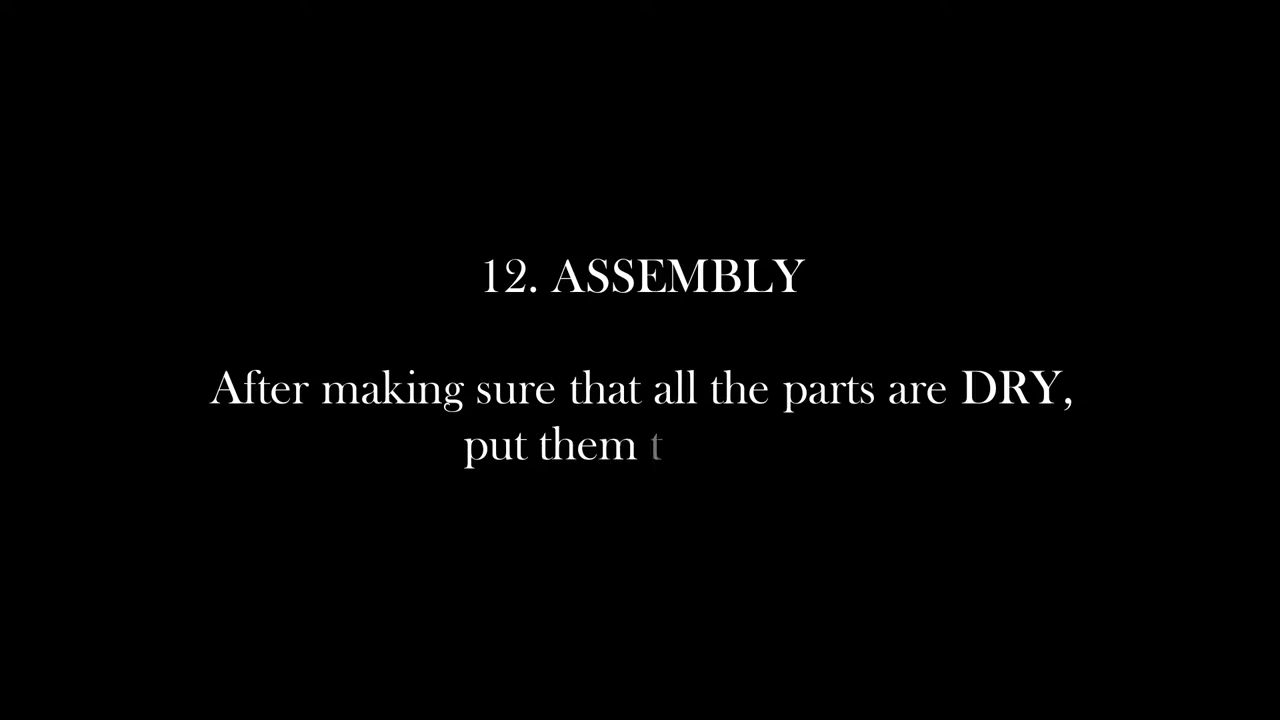 12. ASSEMBLY
After making sure that all the parts are DRY,
put them t